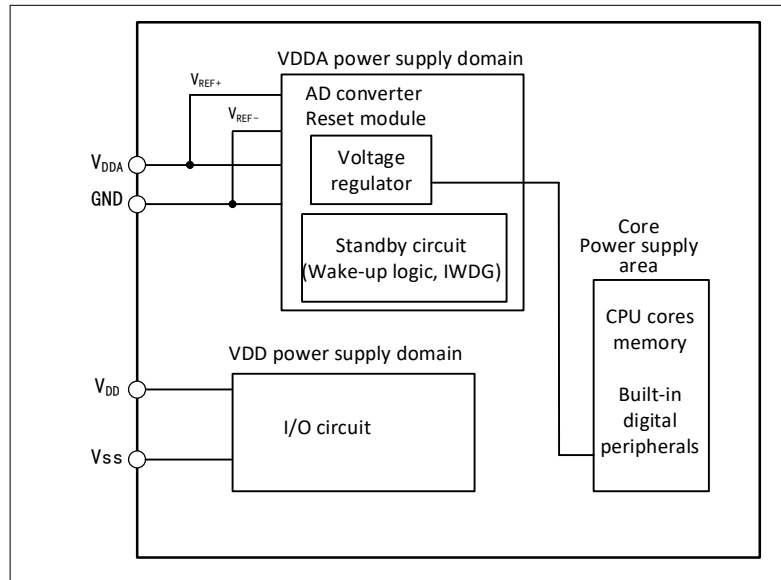 VDDA power supply domain
VREF+
AD converter
Reset module
VREF-
Voltage
regulator
VDDA
GND
Standby circuit
(Wake-up logic, IWDG)
Core
Power supply
area
CPU cores
memory
Built-in
digital
peripherals
VDD power supply domain
VDD
I/O circuit
Vss